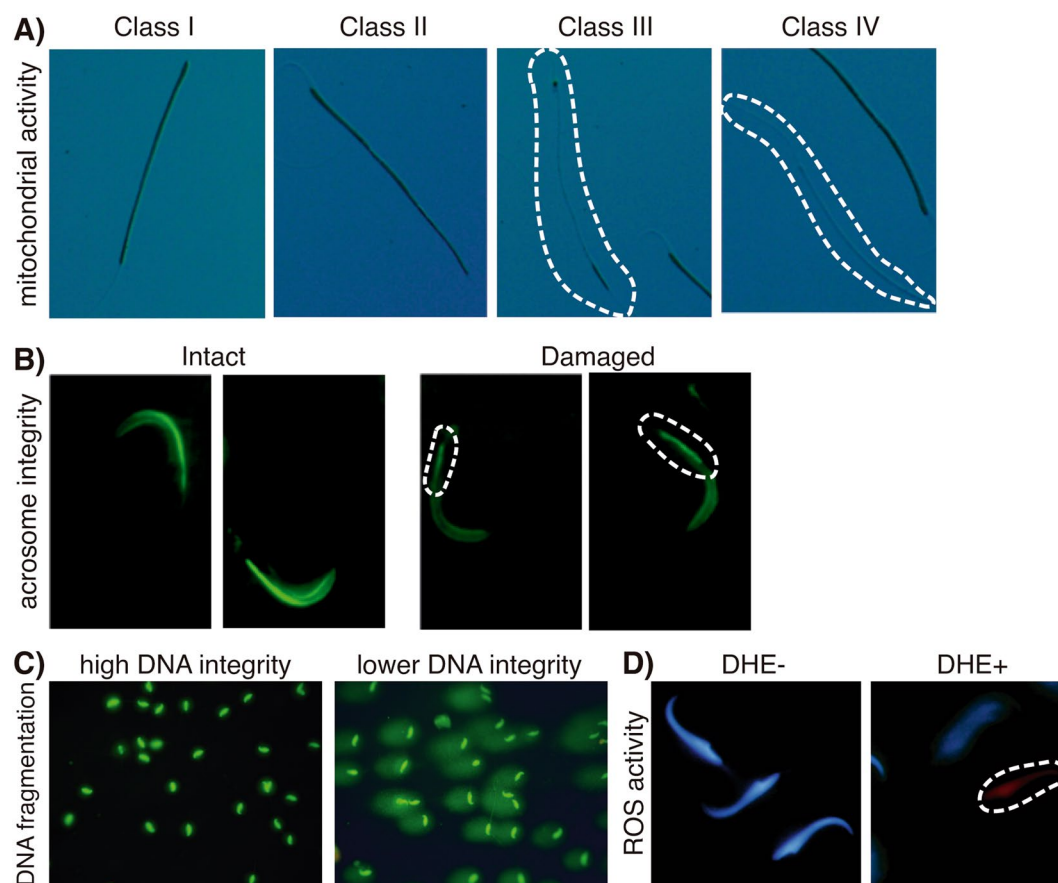 A)
Class I
Class II
Class III
Class IV
mitochondrial activity
B)
Intact
Damaged
acrosome integrity
C)
high DNA integrity
lower DNA integrity
DNA fragmentation
D)
DHE-
DHE+
ROS activity